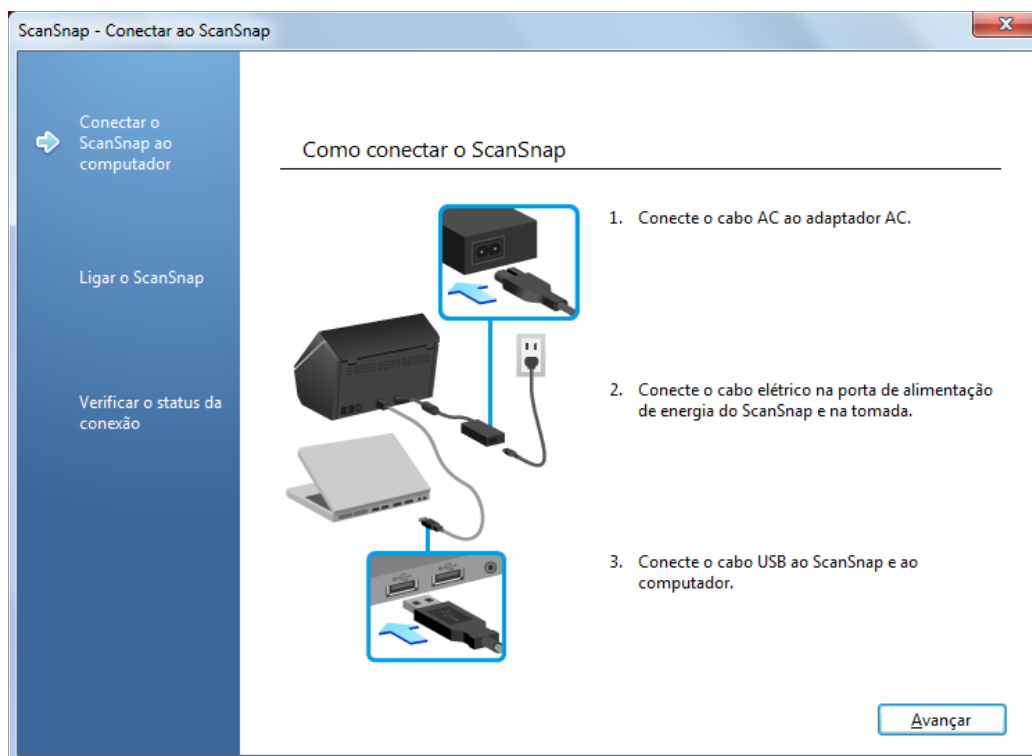 ScanSnap - Conectar ao ScanSnap
Conectar o
ScanSnap ao
computador
Ligar o ScanSnap
Verificar o status da
conexão
Como conectar o ScanSnap
1. Conecte o cabo AC ao adaptador AC.
2. Conecte o cabo elétrico na porta de alimentação
de energia do ScanSnap e na tomada.
3. Conecte o cabo USB ao ScanSnap e ao
computador.
Avançar